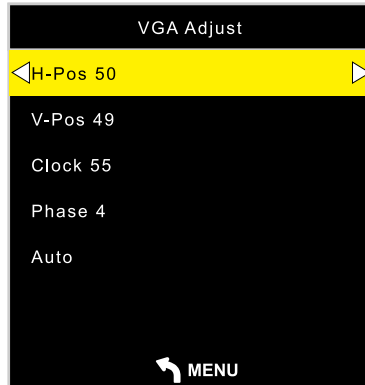 VGA Adjust
H-Pos 50
V-Pos 49
Clock 55
Phase 4
Auto
MENU